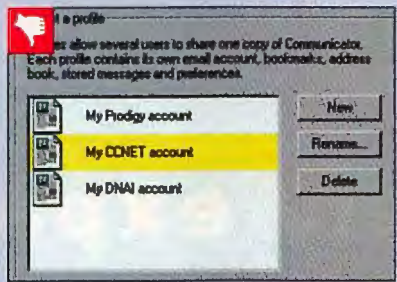 t a profile
es allow several users to share one copy of Communicator.
Each profile contains its own email account, bookmarks, address
book, stored messages and preferences.
My Prodigy account
My CCNET account
My DNAI account
New
Rename...
Delete